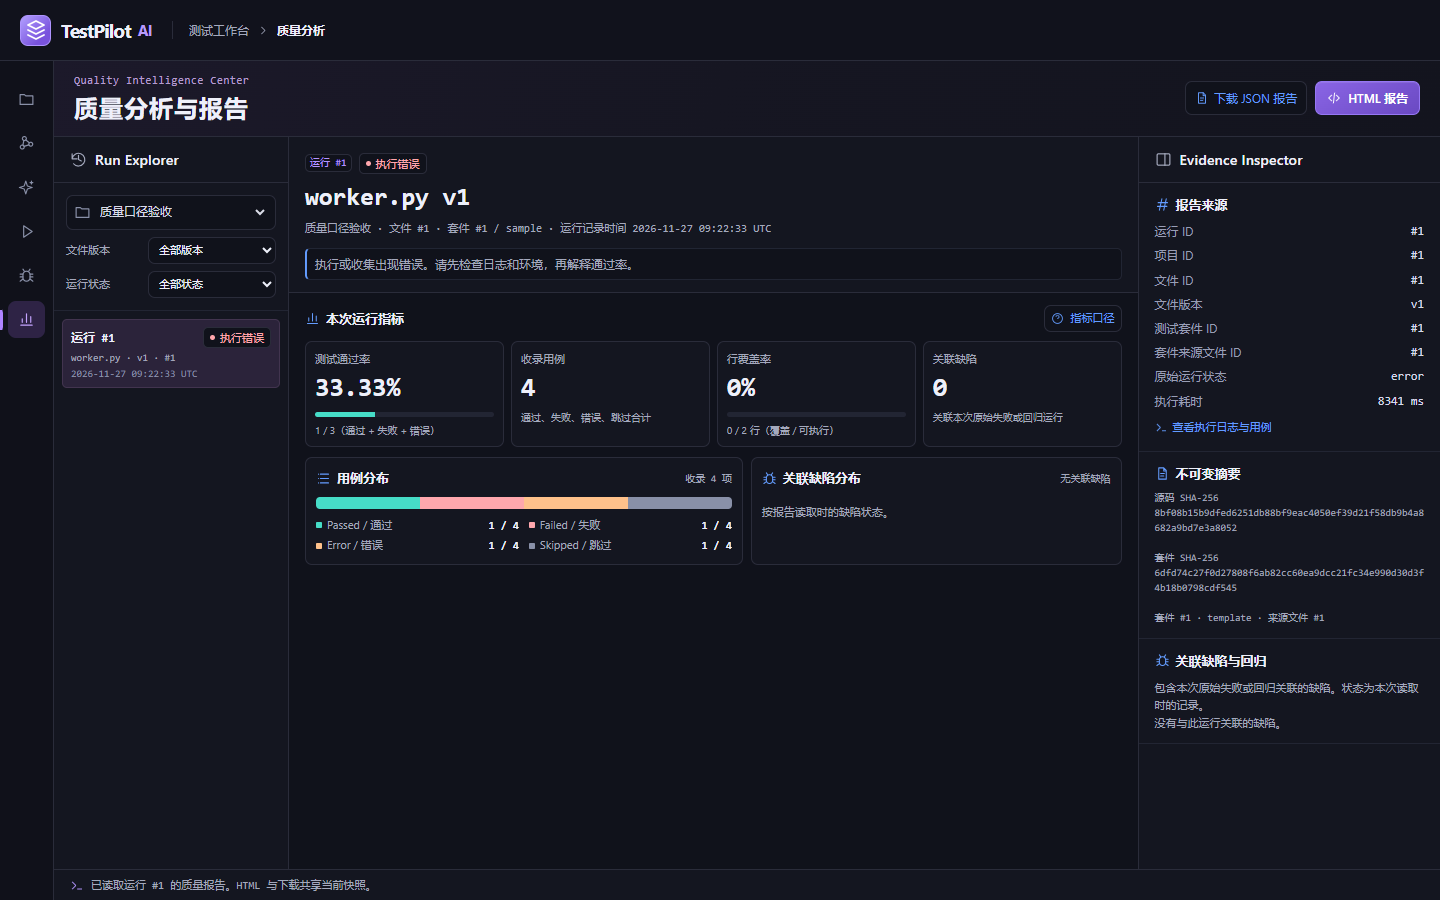 TestPilot AI
测试工作台 > 质量分析
Quality Intelligence Center
质量分析与报告
下载 JSON 报告
HTML 报告
Run Explorer
质量口径验收
文件版本 全部版本
运行状态 全部状态
运行 #1 执行错误
worker.py · v1 · #1
2026-11-27 09:22:33 UTC
运行 #1 执行错误
worker.py v1
质量口径验收 · 文件 #1 · 套件 #1 / sample · 运行记录时间 2026-11-27 09:22:33 UTC
执行或收集出现错误。请先检查日志和环境，再解释通过率。
本次运行指标
指标口径
测试通过率
33.33%
1 / 3（通过 + 失败 + 错误）
收录用例
4
通过、失败、错误、跳过合计
行覆盖率
0%
0 / 2 行（覆盖 / 可执行）
关联缺陷
0
关联本次原始失败或回归运行
用例分布 收录 4 项
Passed / 通过 1 / 4
Failed / 失败 1 / 4
Error / 错误 1 / 4
Skipped / 跳过 1 / 4
关联缺陷分布 无关联缺陷
按报告读取时的缺陷状态。
Evidence Inspector
报告来源
运行 ID #1
项目 ID #1
文件 ID #1
文件版本 v1
测试套件 ID #1
套件来源文件 ID #1
原始运行状态 error
执行耗时 8341 ms
查看执行日志与用例
不可变摘要
源码 SHA-256
8bf08b15b9dfed6251db88bf9eac4050ef39d21f58db9b4a8
682a9bd7e3a8052
套件 SHA-256
6dfd74c27f0d27808f6ab82cc60ea9dcc21fc34e990d30d3f
4b18b0798cdf545
套件 #1 · template · 来源文件 #1
关联缺陷与回归
包含本次原始失败或回归关联的缺陷。状态为本次读取
时的记录。
没有与此运行关联的缺陷。
已读取运行 #1 的质量报告。HTML 与下载共享当前快照。